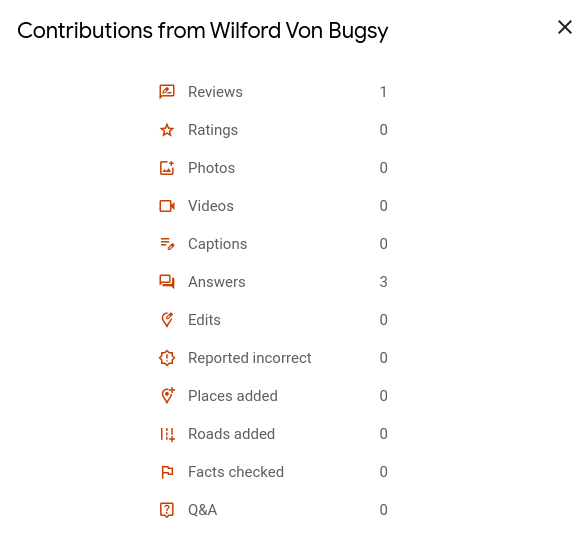 Contributions from Wilford Von Bugsy
Reviews 1
Ratings 0
Photos 0
Videos 0
Captions 0
Answers 3
Edits 0
Reported incorrect 0
Places added 0
Roads added 0
Facts checked 0
Q&A 0